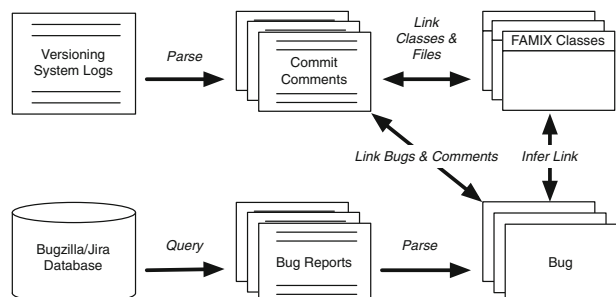 Versioning
System Logs
Parse
Commit
Comments
Link
Classes &
Files
FAMIX Classes
Link Bugs & Comments
Infer Link
Bugzilla/Jira
Database
Query
Bug Reports
Parse
Bug